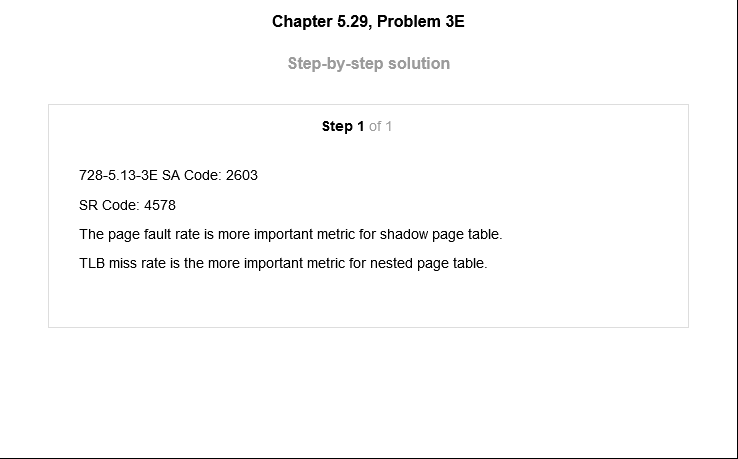 Chapter 5.29, Problem 3E
Step-by-step solution
Step 1 of 1
728-5.13-3E SA Code: 2603
SR Code: 4578
The page fault rate is more important metric for shadow page table.
TLB miss rate is the more important metric for nested page table.